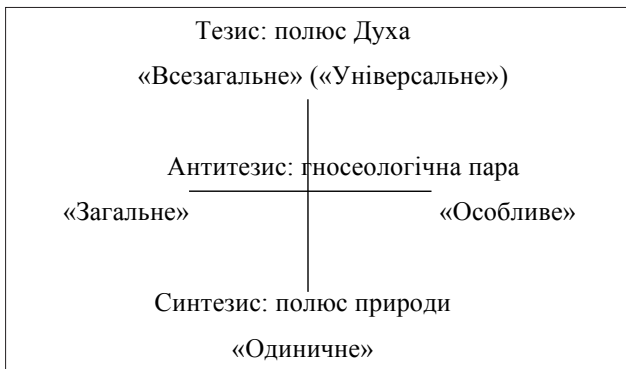 Тезис: полюс Духа
«Всезагальне» («Універсальне»)
Антитезис: гносеологічна пара
«Загальне» «Особливе»
Синтезис: полюс природи
«Одиничне»